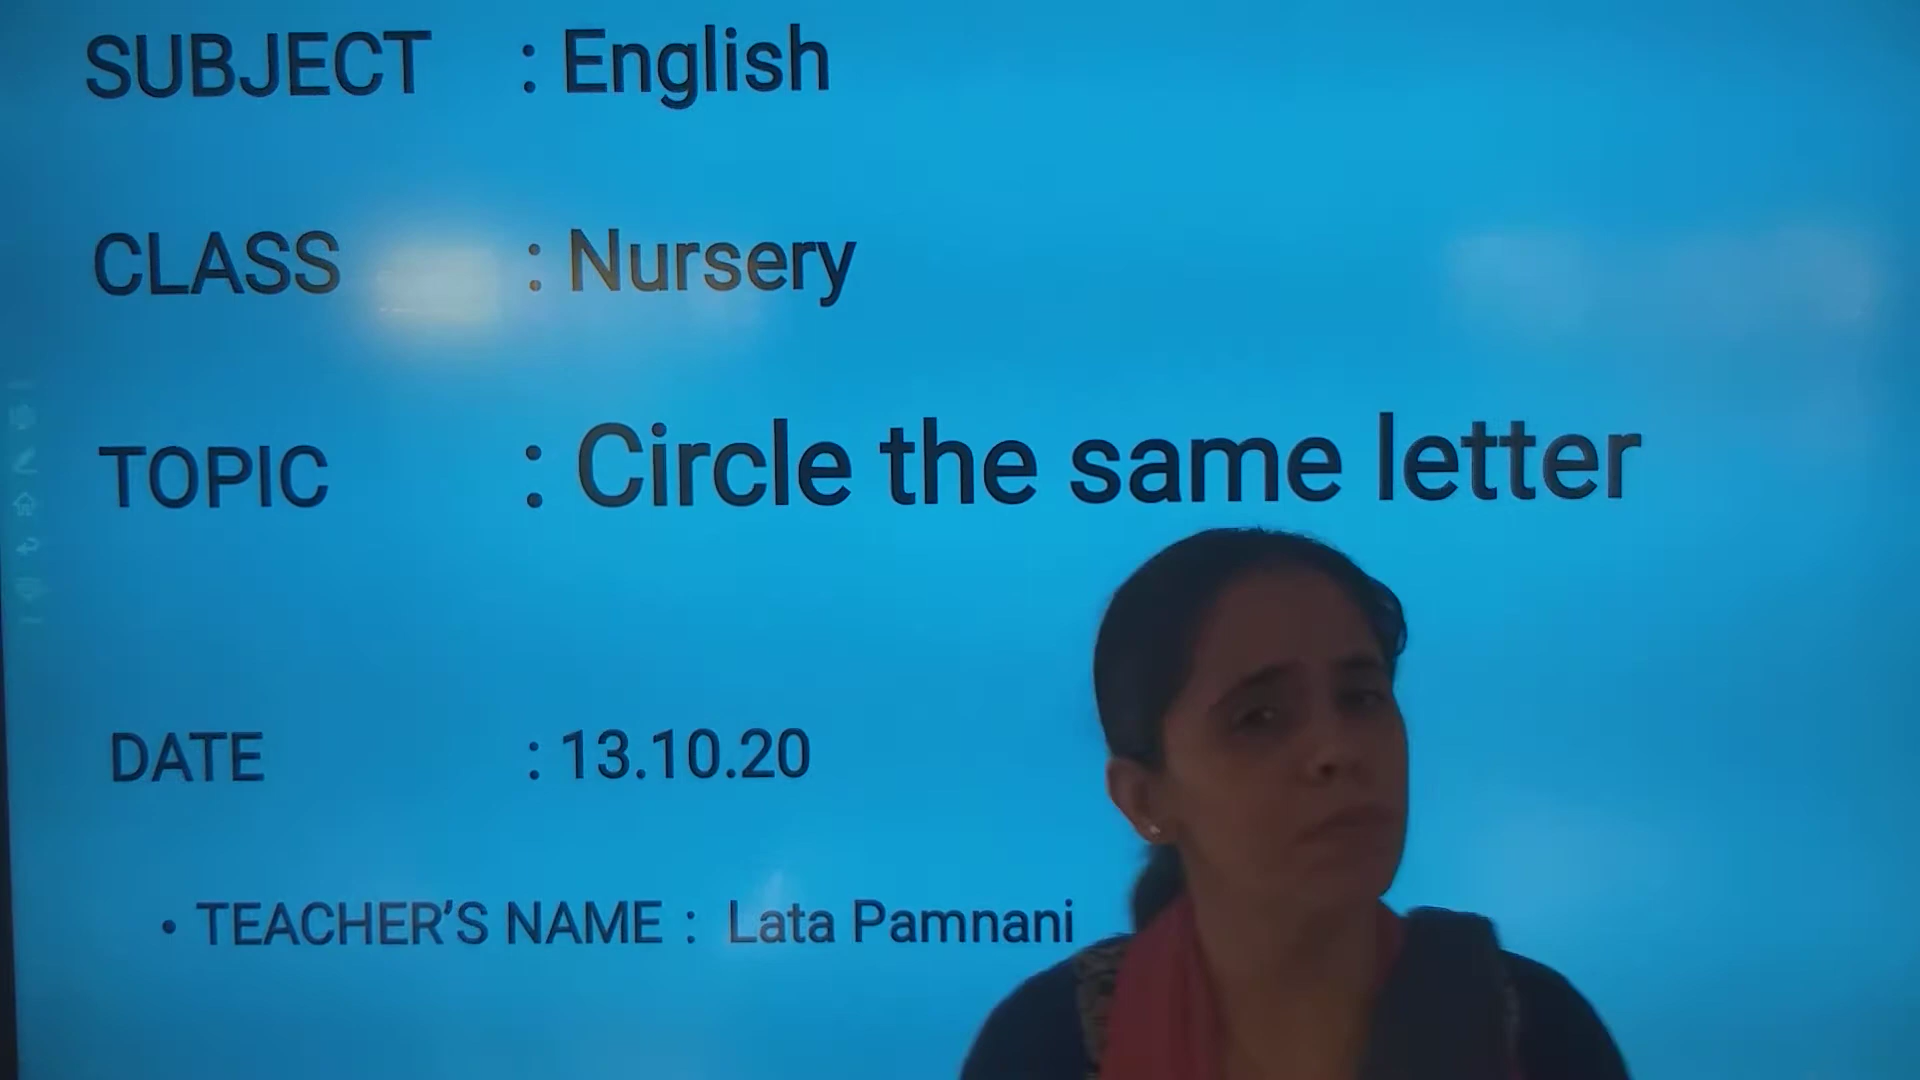 SUBJECT : English
CLASS : Nursery
TOPIC : Circle the same letter
DATE : 13.10.20
• TEACHER’S NAME : Lata Pamnani